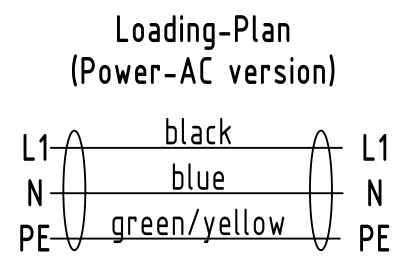 Loading-Plan
(Power-AC version)
L1 black L1
N blue N
PE green/yellow PE